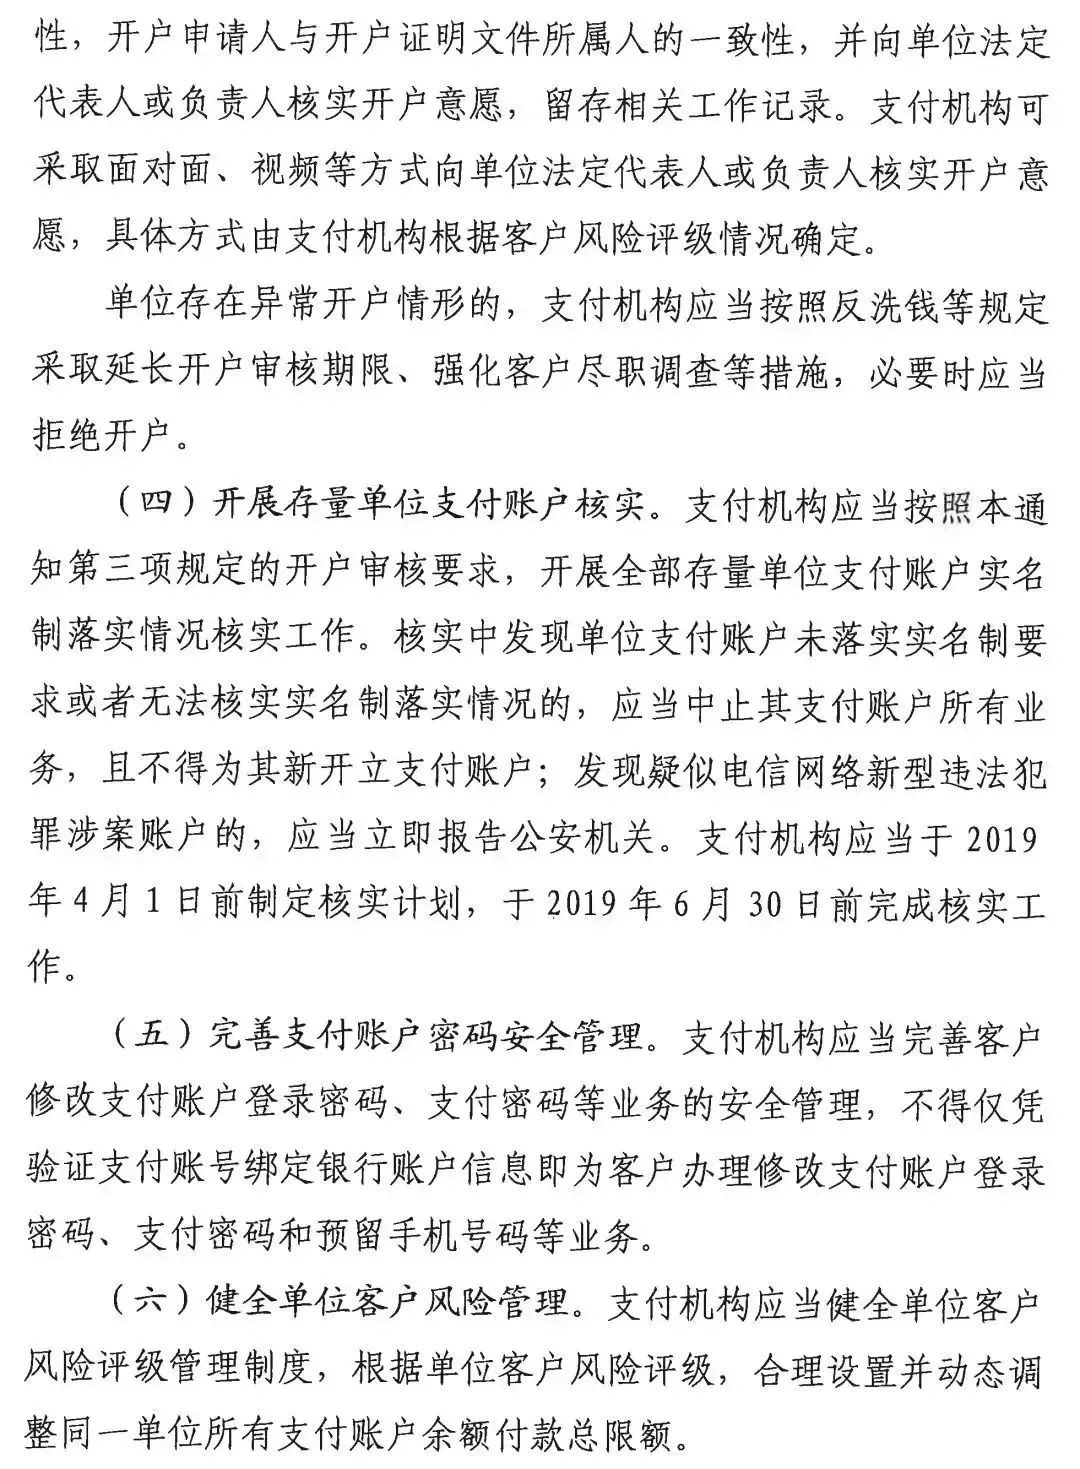 性，开户申请人与开户证明文件所属人的一致性，并向单位法定
代表人或负责人核实开户意愿，留存相关工作记录。支付机构可
采取面对面、视频等方式向单位法定代表人或负责人核实开户意
愿，具体方式由支付机构根据客户风险评级情况确定。
单位存在异常开户情形的，支付机构应当按照反洗钱等规定
采取延长开户审核期限、强化客户尽职调查等措施，必要时应当
拒绝开户。
（四）开展存量单位支付账户核实。支付机构应当按照本通
知第三项规定的开户审核要求，开展全部存量单位支付账户实名
制落实情况核实工作。核实中发现单位支付账户未落实实名制要
求或者无法核实实名制落实情况的，应当中止其支付账户所有业
务，且不得为其新开立支付账户；发现疑似电信网络新型违法犯
罪涉案账户的，应当立即报告公安机关。支付机构应当于 2019
年 4 月 1 日前制定核实计划，于 2019 年 6 月 30 日前完成核实工
作。
（五）完善支付账户密码安全管理。支付机构应当完善客户
修改支付账户登录密码、支付密码等业务的安全管理，不得仅凭
验证支付账号绑定银行账户信息即为客户办理修改支付账户登录
密码、支付密码和预留手机号码等业务。
（六）健全单位客户风险管理。支付机构应当健全单位客户
风险评级管理制度，根据单位客户风险评级，合理设置并动态调
整同一单位所有支付账户余额付款总限额。